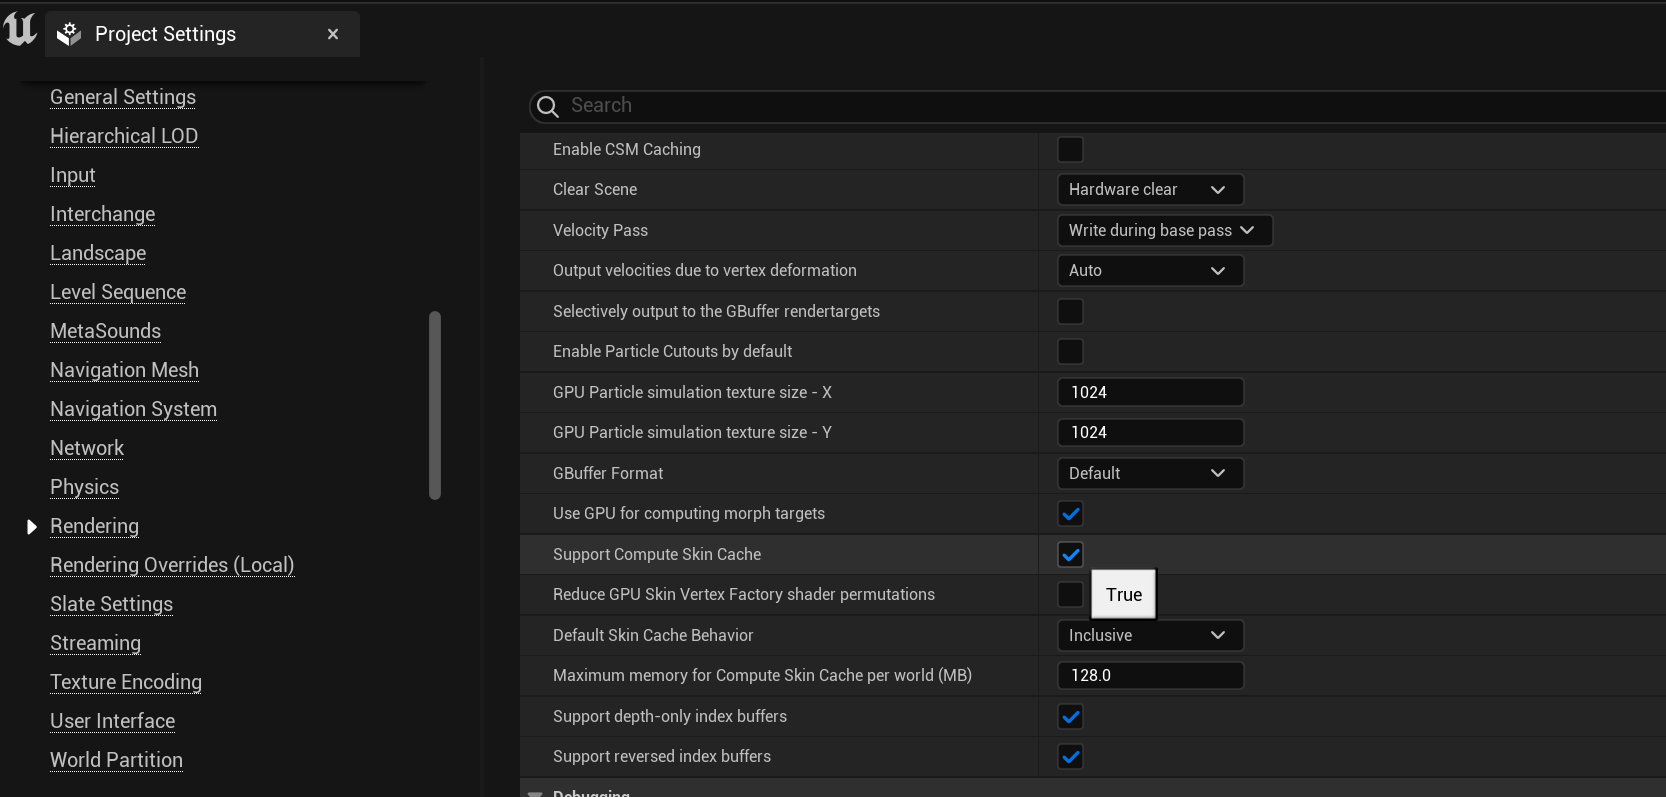 Project Settings
General Settings
Hierarchical LOD
Input
Interchange
Landscape
Level Sequence
MetaSounds
Navigation Mesh
Navigation System
Network
Physics
Rendering
Rendering Overrides (Local)
Slate Settings
Streaming
Texture Encoding
User Interface
World Partition
Search
Enable CSM Caching
Clear Scene Hardware clear
Velocity Pass Write during base pass
Output velocities due to vertex deformation Auto
Selectively output to the GBuffer rendertargets
Enable Particle Cutouts by default
GPU Particle simulation texture size - X 1024
GPU Particle simulation texture size - Y 1024
GBuffer Format Default
Use GPU for computing morph targets
Support Compute Skin Cache
Reduce GPU Skin Vertex Factory shader permutations True
Default Skin Cache Behavior Inclusive
Maximum memory for Compute Skin Cache per world (MB) 128.0
Support depth-only index buffers
Support reversed index buffers
Debugging